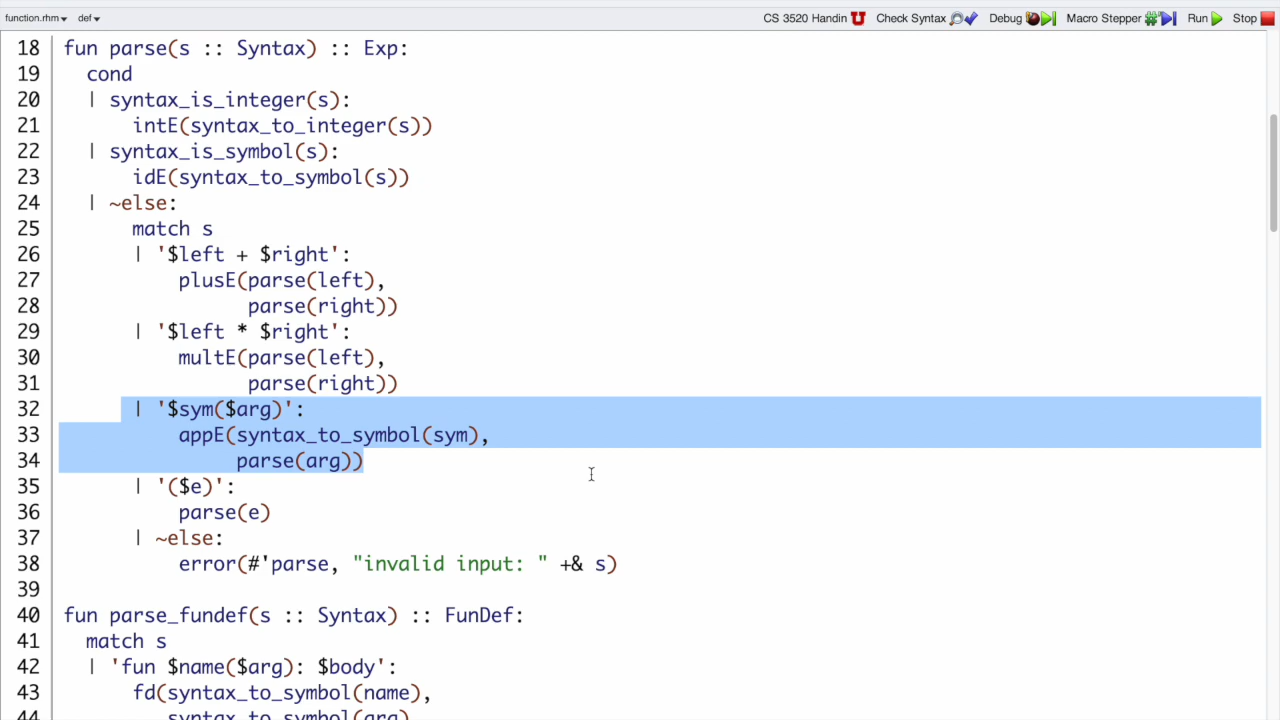 function.rhm▾ def▾ CS 3520 Handin Check Syntax Debug Macro Stepper Run Stop
18 fun parse(s :: Syntax) :: Exp:
19   cond
20   | syntax_is_integer(s):
21       intE(syntax_to_integer(s))
22   | syntax_is_symbol(s):
23       idE(syntax_to_symbol(s))
24   | ~else:
25       match s
26       | '$left + $right':
27           plusE(parse(left),
28                 parse(right))
29       | '$left * $right':
30           multE(parse(left),
31                 parse(right))
32       | '$sym($arg)':
33           appE(syntax_to_symbol(sym),
34                parse(arg))
35       | '($e)':
36           parse(e)
37       | ~else:
38           error(#'parse, "invalid input: " +& s)
39
40 fun parse_fundef(s :: Syntax) :: FunDef:
41   match s
42   | 'fun $name($arg): $body':
43       fd(syntax_to_symbol(name),
44          syntax_to_symbol(arg)